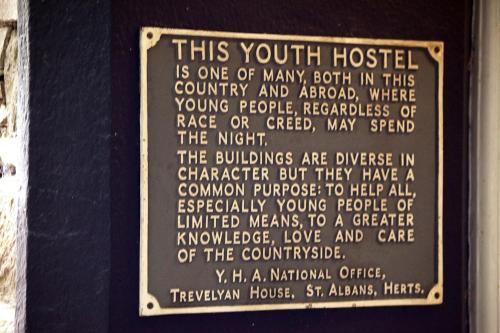 THIS YOUTH HOSTEL
IS ONE OF MANY, BOTH IN THIS
COUNTRY AND ABROAD, WHERE
YOUNG PEOPLE, REGARDLESS OF
RACE OR CREED, MAY SPEND
THE NIGHT.
THE BUILDINGS ARE DIVERSE IN
CHARACTER BUT THEY HAVE A
COMMON PURPOSE: TO HELP ALL,
ESPECIALLY YOUNG PEOPLE OF
LIMITED MEANS, TO A GREATER
KNOWLEDGE, LOVE AND CARE
OF THE COUNTRYSIDE.
Y. H. A. NATIONAL OFFICE,
TREVELYAN HOUSE, ST. ALBANS, HERTS.